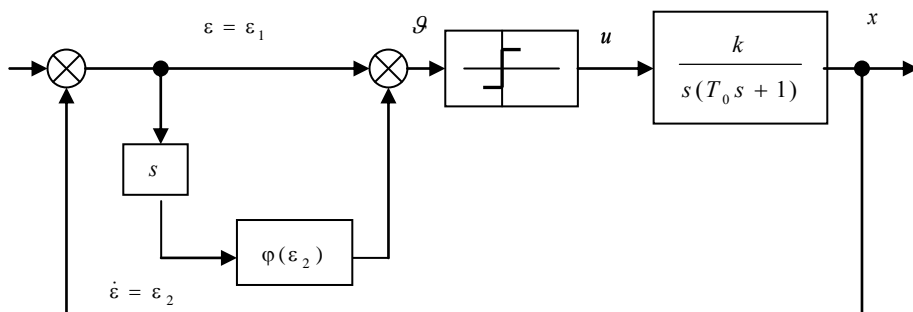 ε = ε₁
𝜗
u
x
k
s(T₀s + 1)
s
φ(ε₂)
ε̇ = ε₂